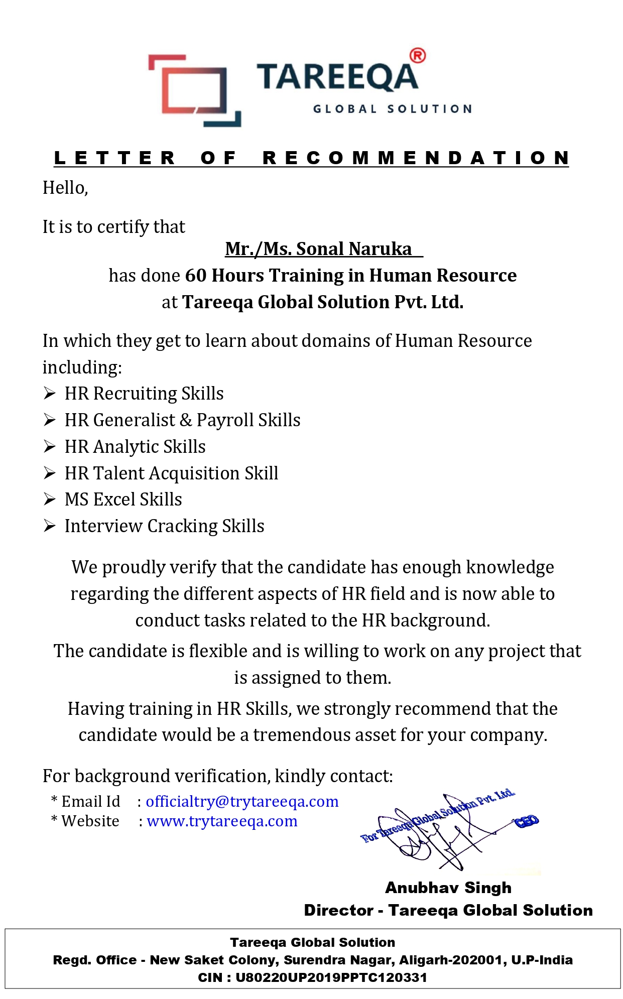 TAREEQA®
GLOBAL SOLUTION
LETTER OF RECOMMENDATION
Hello,
It is to certify that
Mr./Ms. Sonal Naruka
has done 60 Hours Training in Human Resource
at Tareeqa Global Solution Pvt. Ltd.
In which they get to learn about domains of Human Resource
including:
➢ HR Recruiting Skills
➢ HR Generalist & Payroll Skills
➢ HR Analytic Skills
➢ HR Talent Acquisition Skill
➢ MS Excel Skills
➢ Interview Cracking Skills
We proudly verify that the candidate has enough knowledge
regarding the different aspects of HR field and is now able to
conduct tasks related to the HR background.
The candidate is flexible and is willing to work on any project that
is assigned to them.
Having training in HR Skills, we strongly recommend that the
candidate would be a tremendous asset for your company.
For background verification, kindly contact:
* Email Id : officialtry@trytareeqa.com
* Website : www.trytareeqa.com
For Tareeqa Global Solution Pvt. Ltd.
CEO
Anubhav Singh
Director - Tareeqa Global Solution
Tareeqa Global Solution
Regd. Office - New Saket Colony, Surendra Nagar, Aligarh-202001, U.P-India
CIN : U80220UP2019PPTC120331